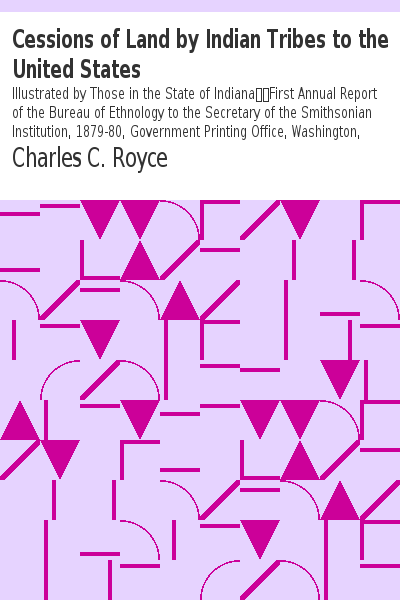 Cessions of Land by Indian Tribes to the
United States
Illustrated by Those in the State of Indiana▯▯First Annual Report
of the Bureau of Ethnology to the Secretary of the Smithsonian
Institution, 1879-80, Government Printing Office, Washington,
Charles C. Royce